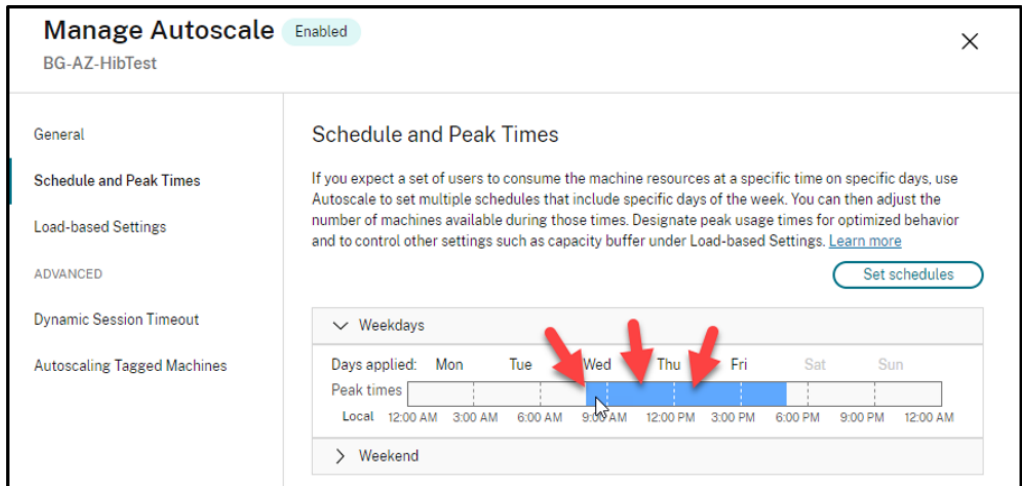 Manage Autoscale Enabled
BG-AZ-HibTest
General
Schedule and Peak Times
Load-based Settings
ADVANCED
Dynamic Session Timeout
Autoscaling Tagged Machines
Schedule and Peak Times
If you expect a set of users to consume the machine resources at a specific time on specific days, use
Autoscale to set multiple schedules that include specific days of the week. You can then adjust the
number of machines available during those times. Designate peak usage times for optimized behavior
and to control other settings such as capacity buffer under Load-based Settings. Learn more
Set schedules
Weekdays
Days applied: Mon Tue Wed Thu Fri Sat Sun
Peak times
Local 12:00 AM 3:00 AM 6:00 AM 9:00 AM 12:00 PM 3:00 PM 6:00 PM 9:00 PM 12:00 AM
Weekend